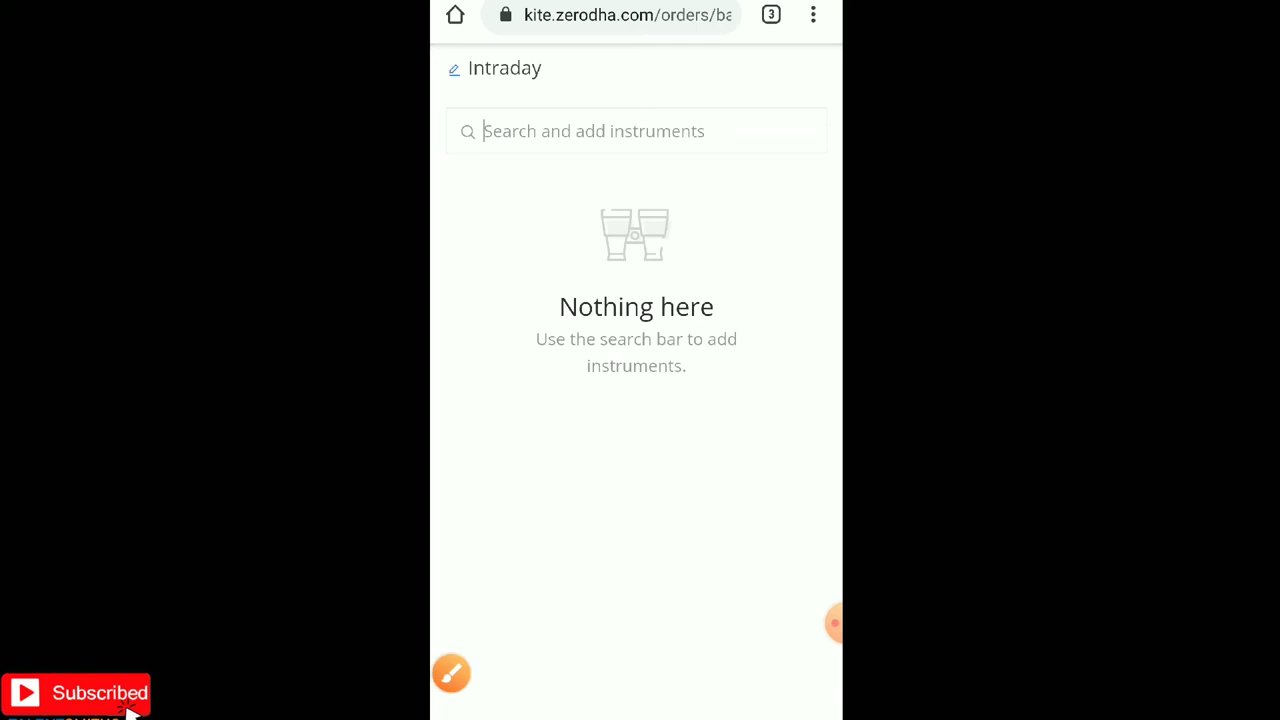 kite.zerodha.com/orders/ba
3
Intraday
Search and add instruments
Nothing here
Use the search bar to add
instruments.
Subscribed